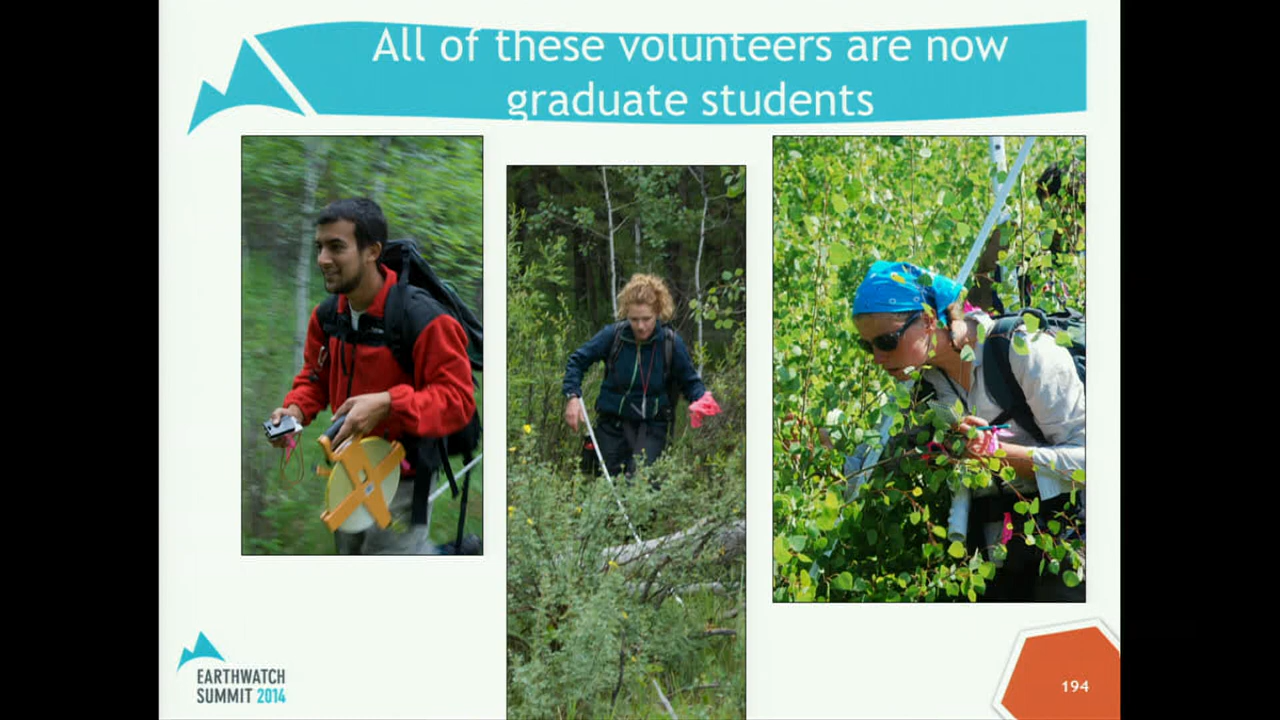 All of these volunteers are now
graduate students
EARTHWATCH
SUMMIT 2014
194